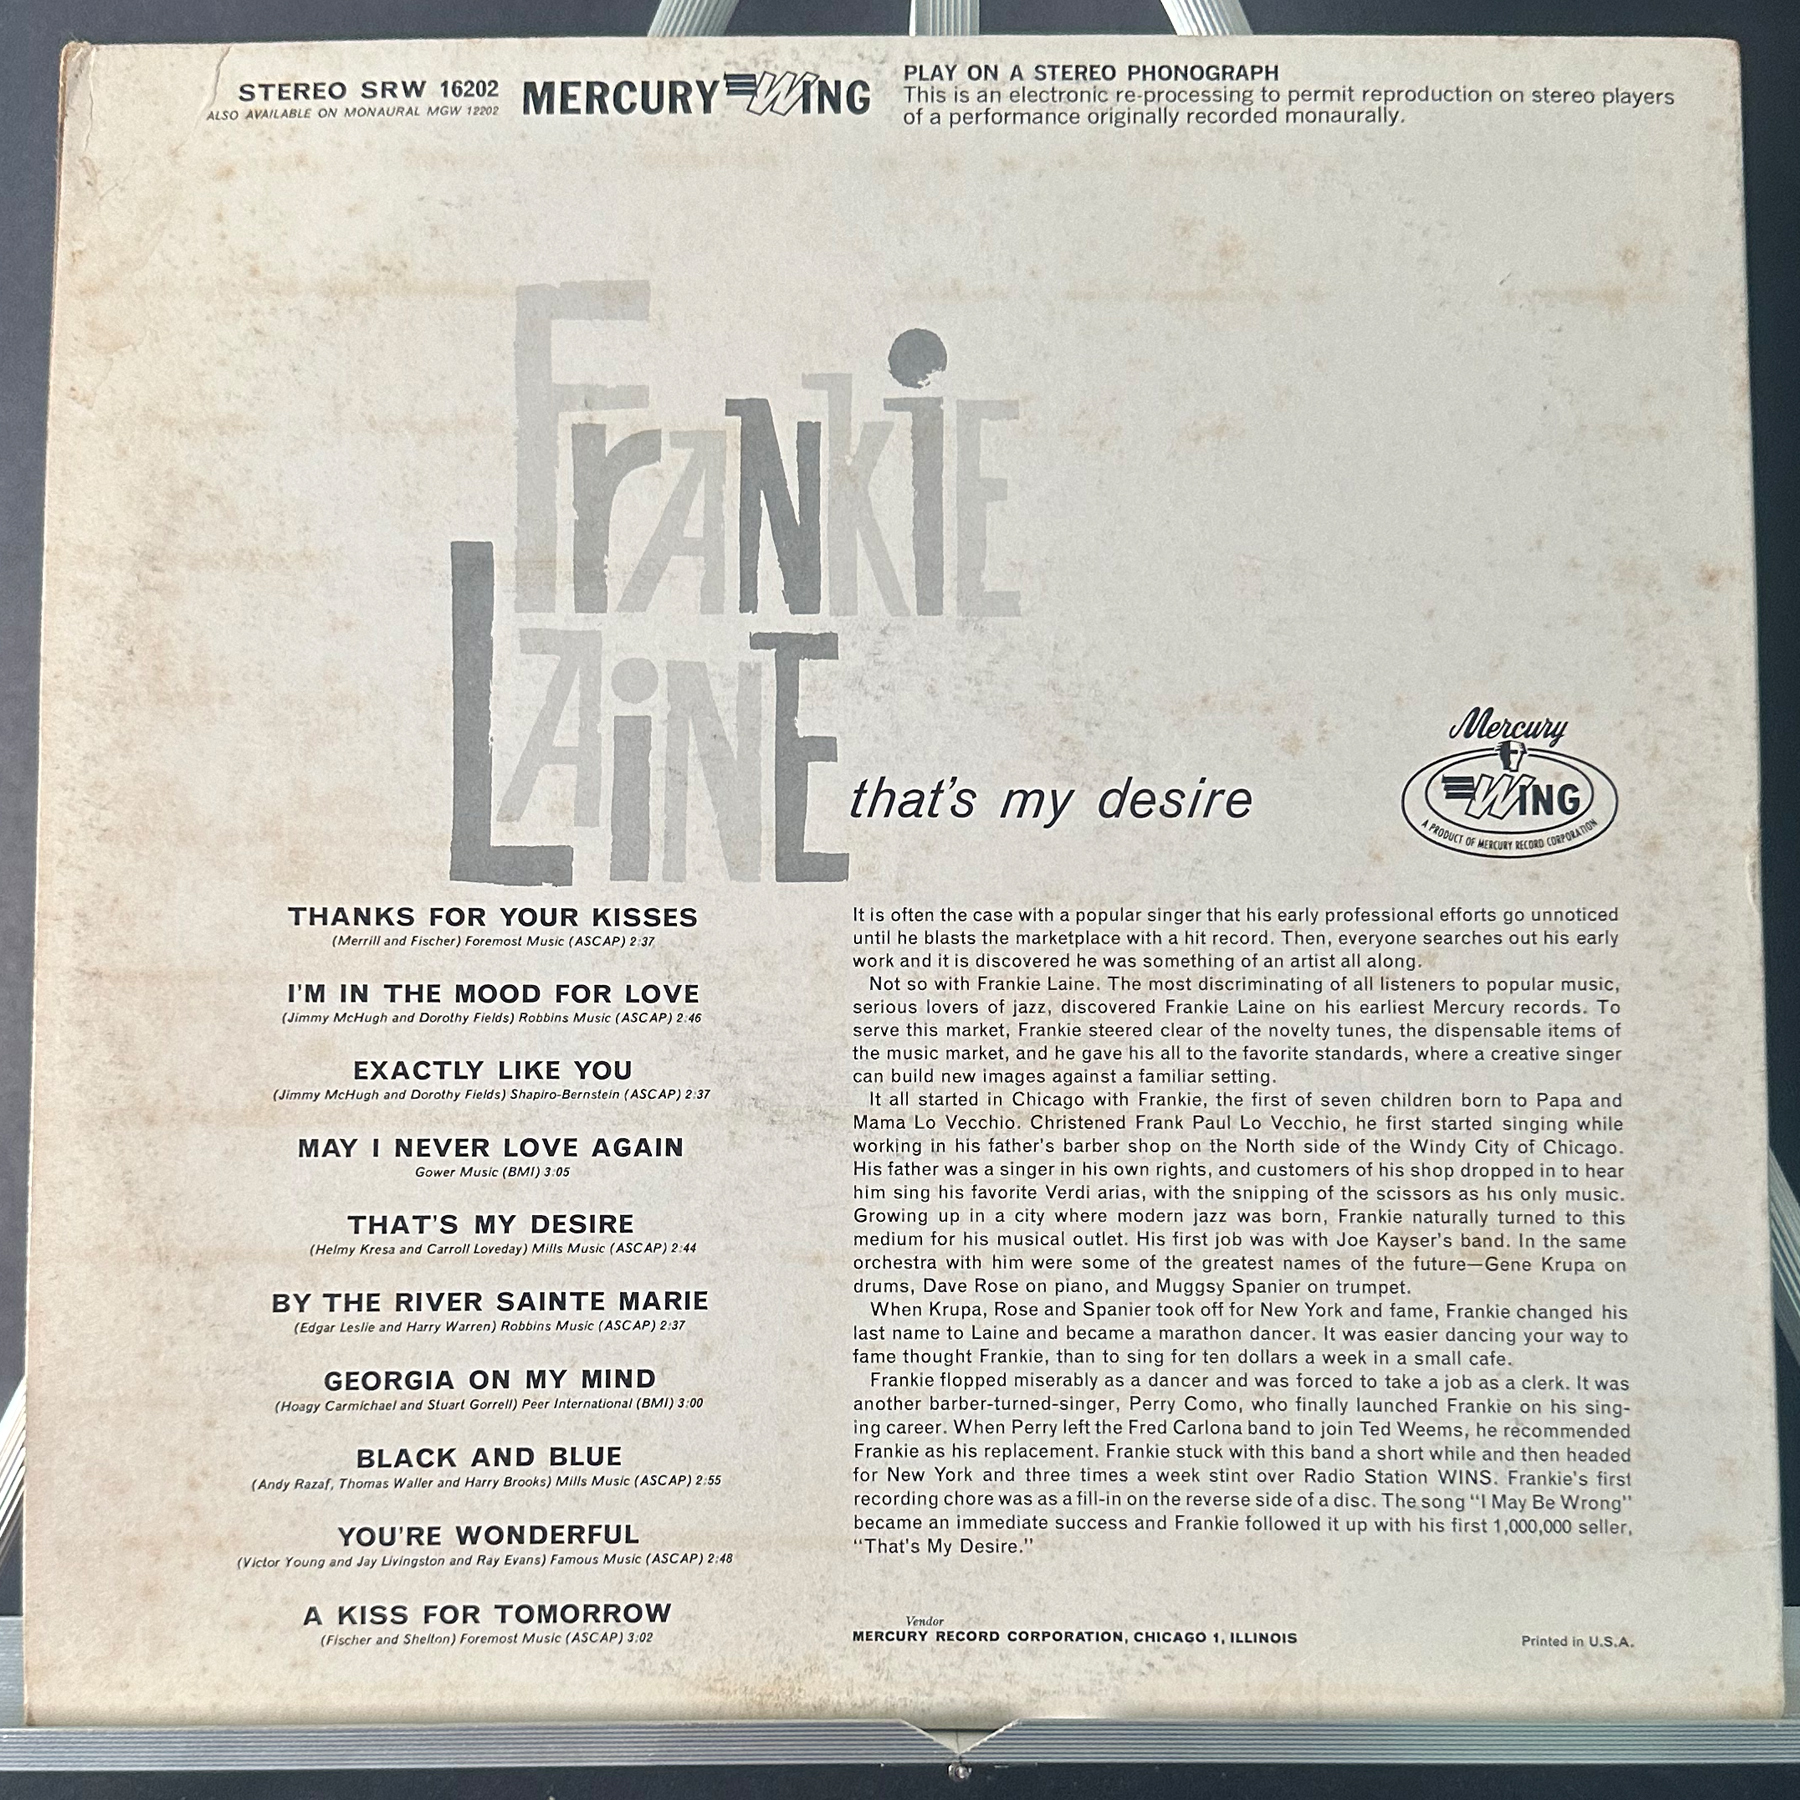 STEREO SRW 16202
ALSO AVAILABLE ON MONAURAL MGW 12202
MERCURY WING
PLAY ON A STEREO PHONOGRAPH
This is an electronic re-processing to permit reproduction on stereo players
of a performance originally recorded monaurally.
FrANKiE
LAiNE
that's my desire
Mercury
WING
A PRODUCT OF MERCURY RECORD CORPORATION
THANKS FOR YOUR KISSES
(Merrill and Fischer) Foremost Music (ASCAP) 2:37
I'M IN THE MOOD FOR LOVE
(Jimmy McHugh and Dorothy Fields) Robbins Music (ASCAP) 2:46
EXACTLY LIKE YOU
(Jimmy McHugh and Dorothy Fields) Shapiro-Bernstein (ASCAP) 2:37
MAY I NEVER LOVE AGAIN
Gower Music (BMI) 3:05
THAT'S MY DESIRE
(Helmy Kresa and Carroll Loveday) Mills Music (ASCAP) 2:44
BY THE RIVER SAINTE MARIE
(Edgar Leslie and Harry Warren) Robbins Music (ASCAP) 2:37
GEORGIA ON MY MIND
(Hoagy Carmichael and Stuart Gorrell) Peer International (BMI) 3:00
BLACK AND BLUE
(Andy Razaf, Thomas Waller and Harry Brooks) Mills Music (ASCAP) 2:55
YOU'RE WONDERFUL
(Victor Young and Jay Livingston and Ray Evans) Famous Music (ASCAP) 2:48
A KISS FOR TOMORROW
(Fischer and Shelton) Foremost Music (ASCAP) 3:02
It is often the case with a popular singer that his early professional efforts go unnoticed
until he blasts the marketplace with a hit record. Then, everyone searches out his early
work and it is discovered he was something of an artist all along.
Not so with Frankie Laine. The most discriminating of all listeners to popular music,
serious lovers of jazz, discovered Frankie Laine on his earliest Mercury records. To
serve this market, Frankie steered clear of the novelty tunes, the dispensable items of
the music market, and he gave his all to the favorite standards, where a creative singer
can build new images against a familiar setting.
It all started in Chicago with Frankie, the first of seven children born to Papa and
Mama Lo Vecchio. Christened Frank Paul Lo Vecchio, he first started singing while
working in his father's barber shop on the North side of the Windy City of Chicago.
His father was a singer in his own rights, and customers of his shop dropped in to hear
him sing his favorite Verdi arias, with the snipping of the scissors as his only music.
Growing up in a city where modern jazz was born, Frankie naturally turned to this
medium for his musical outlet. His first job was with Joe Kayser's band. In the same
orchestra with him were some of the greatest names of the future—Gene Krupa on
drums, Dave Rose on piano, and Muggsy Spanier on trumpet.
When Krupa, Rose and Spanier took off for New York and fame, Frankie changed his
last name to Laine and became a marathon dancer. It was easier dancing your way to
fame thought Frankie, than to sing for ten dollars a week in a small cafe.
Frankie flopped miserably as a dancer and was forced to take a job as a clerk. It was
another barber-turned-singer, Perry Como, who finally launched Frankie on his sing-
ing career. When Perry left the Fred Carlona band to join Ted Weems, he recommended
Frankie as his replacement. Frankie stuck with this band a short while and then headed
for New York and three times a week stint over Radio Station WINS. Frankie's first
recording chore was as a fill-in on the reverse side of a disc. The song "I May Be Wrong"
became an immediate success and Frankie followed it up with his first 1,000,000 seller,
"That's My Desire."
Vendor
MERCURY RECORD CORPORATION, CHICAGO 1, ILLINOIS
Printed in U.S.A.